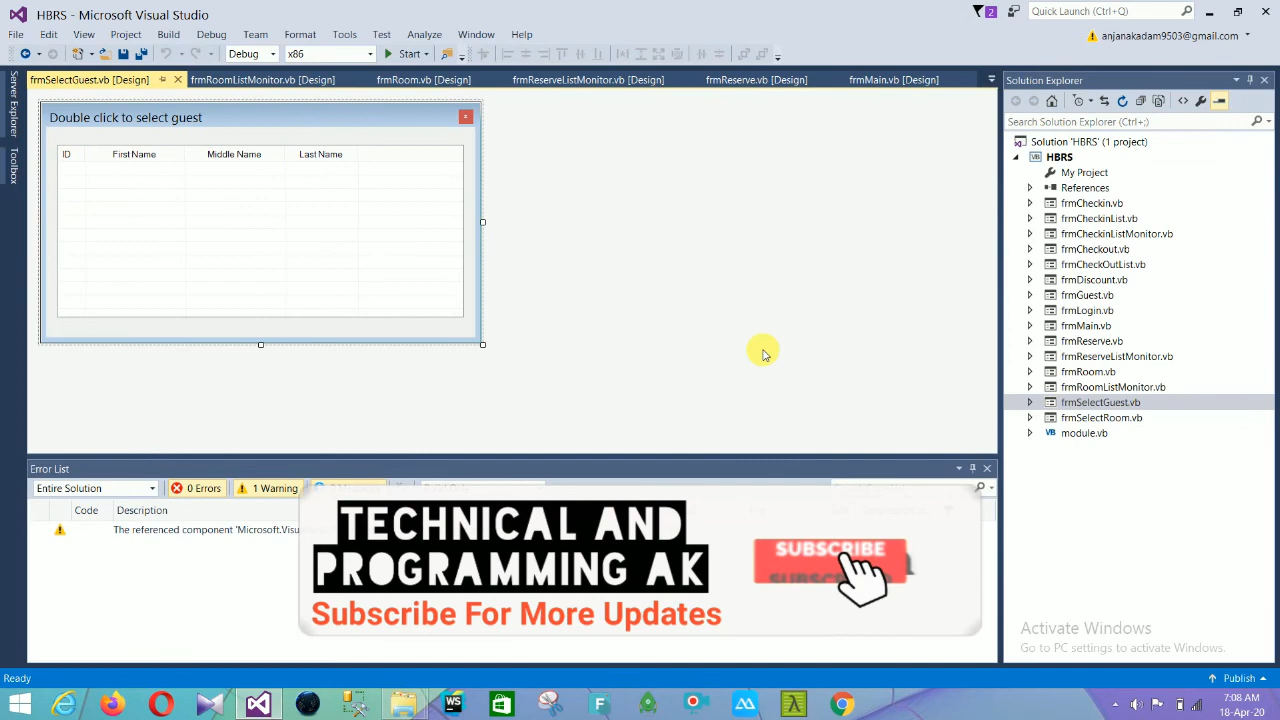 HBRS - Microsoft Visual Studio
2
Quick Launch (Ctrl+Q)
File Edit View Project Build Debug Team Format Tools Test Analyze Window Help
anjanakadam9503@gmail.com
Debug x86 Start
frmSelectGuest.vb [Design] frmRoomListMonitor.vb [Design] frmRoom.vb [Design] frmReserveListMonitor.vb [Design] frmReserve.vb [Design] frmMain.vb [Design]
Server Explorer
Toolbox
Double click to select guest
ID First Name Middle Name Last Name
Solution Explorer
Search Solution Explorer (Ctrl+;)
Solution 'HBRS' (1 project)
VB HBRS
My Project
References
frmCheckin.vb
frmCheckinList.vb
frmCheckinListMonitor.vb
frmCheckout.vb
frmCheckOutList.vb
frmDiscount.vb
frmGuest.vb
frmLogin.vb
frmMain.vb
frmReserve.vb
frmReserveListMonitor.vb
frmRoom.vb
frmRoomListMonitor.vb
frmSelectGuest.vb
frmSelectRoom.vb
VB module.vb
Error List
Entire Solution 0 Errors 1 Warning
Code Description
The referenced component 'Microsoft.Visu
TECHNICAL AND
PROGRAMMING AK
Subscribe For More Updates
SUBSCRIBE
Activate Windows
Go to PC settings to activate Windows.
Ready
Publish
WS
F
7:08 AM
18-Apr-20